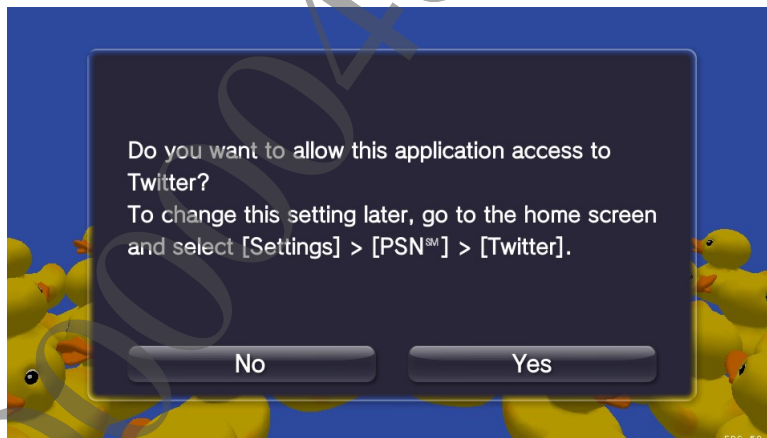 Do you want to allow this application access to
Twitter?
To change this setting later, go to the home screen
and select [Settings] > [PSN℠] > [Twitter].
No
Yes